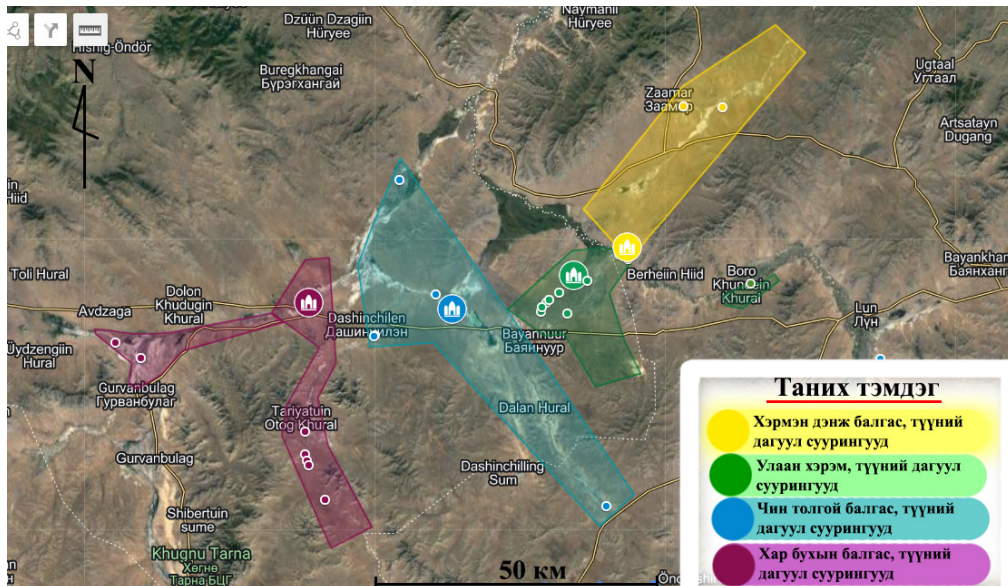 Dzüün Dzagiin
Hüryee
Naymanii
Hüryee
Hishig-Öndör
N
Buregkhangai
Бүрэгхангай
Zaamar
Заамар
Ugtaal
Угтаал
Artsatayn
Dugang
Hiid
Toli Hural
Dolon
Khudugin
Khural
Avdzaga
Üydzengiin
Hural
Dashinchilen
Дашинчилэн
Berheiin Hiid
Boro
Khundein
Khural
Bayankhan
Баянхан
Lun
Лүн
Bayannuur
Баяннуур
Gurvanbulag
Гурванбулаг
Tariyatuin
Otog Khural
Dalan Hural
Gurvanbulag
Dashinchilling
Sum
Shibertuin
sume
Khugnu Tarna
Хөгнө
Тарна БЦГ
50 км
Таних тэмдэг
Хэрмэн дэнж балгас, түүний
дагуул суурингууд
Улаан хэрэм, түүний дагуул
суурингууд
Чин толгой балгас, түүний
дагуул суурингууд
Хар бухын балгас, түүний
дагуул суурингууд